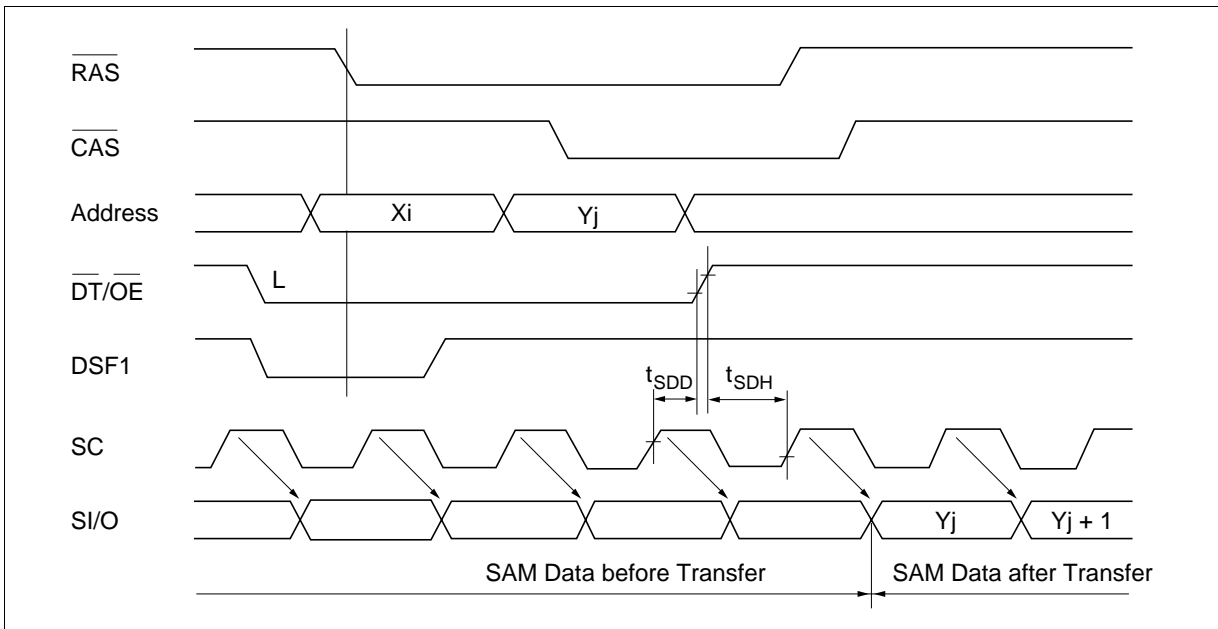 RAS
CAS
Address
Xi
Yj
DT/OE
L
DSF1
tSDD
tSDH
SC
SI/O
Yj
Yj + 1
SAM Data before Transfer
SAM Data after Transfer